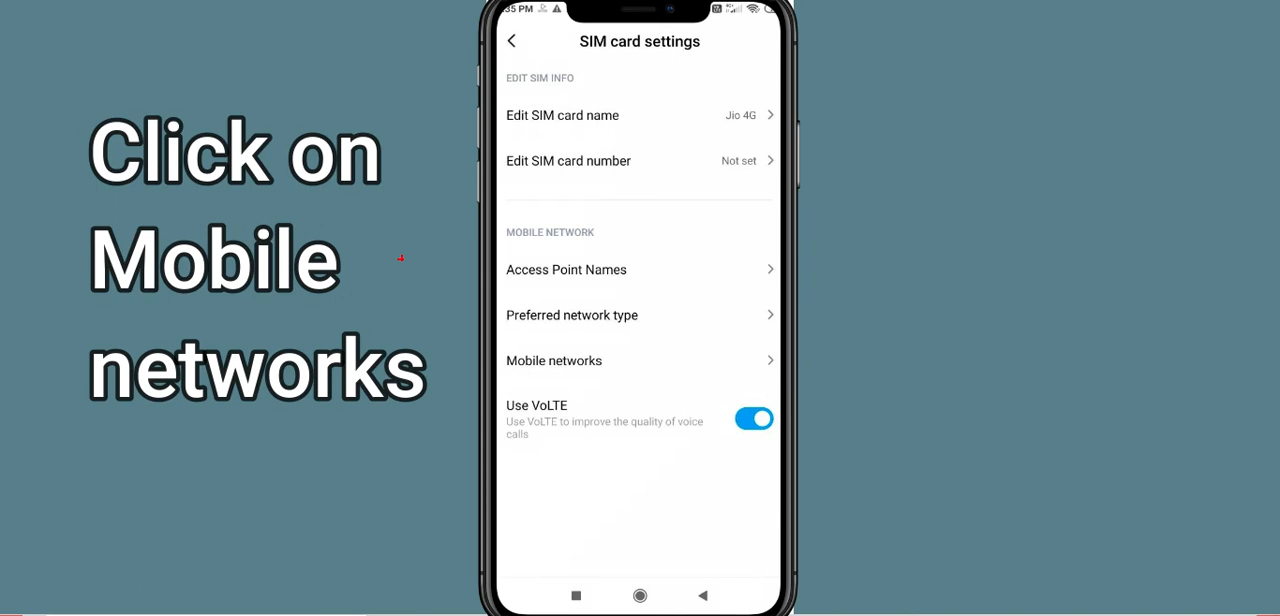 Click on
Mobile
networks
:35 PM
SIM card settings
EDIT SIM INFO
Edit SIM card name
Jio 4G
Edit SIM card number
Not set
MOBILE NETWORK
Access Point Names
Preferred network type
Mobile networks
Use VoLTE
Use VoLTE to improve the quality of voice
calls